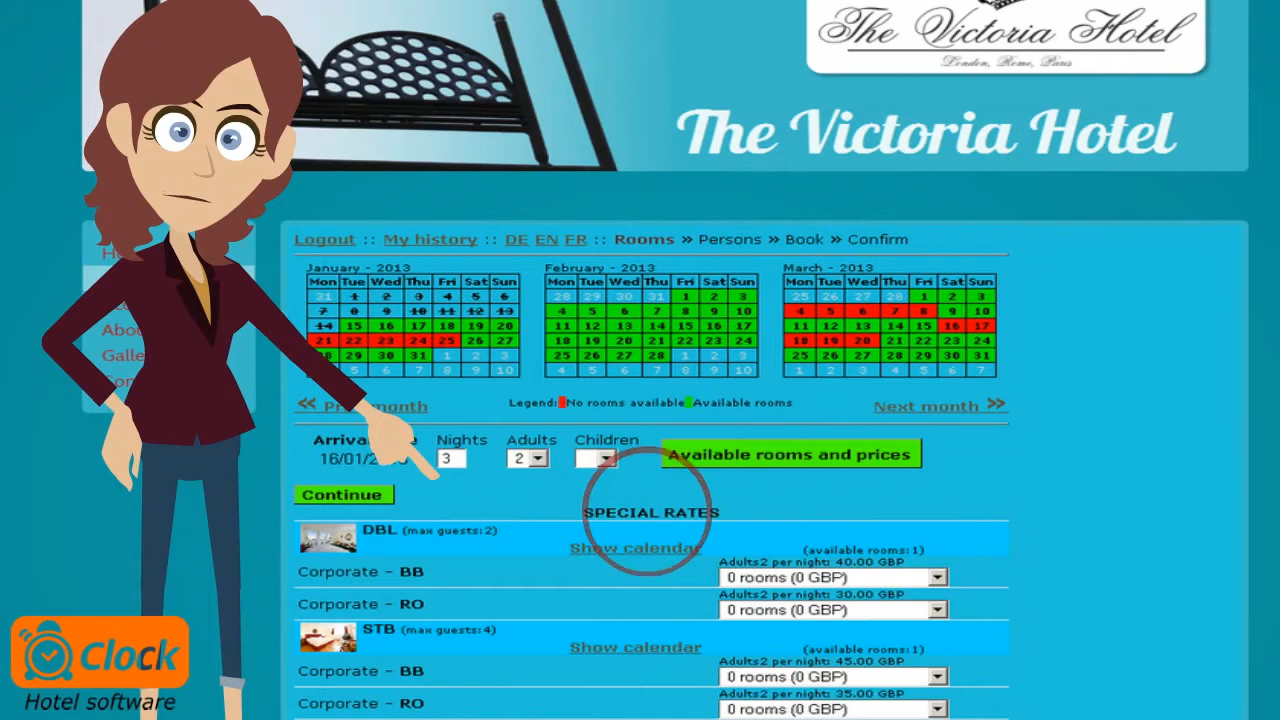 The Victoria Hotel
London, Rome, Paris
The Victoria Hotel
Logout :: My history :: DE EN FR :: Rooms » Persons » Book » Confirm
January - 2013 February - 2013 March - 2013
Mon Tue Wed Thu Fri Sat Sun Mon Tue Wed Thu Fri Sat Sun Mon Tue Wed Thu Fri Sat Sun
31 1 2 3 4 5 6 28 29 30 31 1 2 3 25 26 27 28 1 2 3
7 8 9 10 11 12 13 4 5 6 7 8 9 10 4 5 6 7 8 9 10
14 15 16 17 18 19 20 11 12 13 14 15 16 17 11 12 13 14 15 16 17
21 22 23 24 25 26 27 18 19 20 21 22 23 24 18 19 20 21 22 23 24
28 29 30 31 1 2 3 25 26 27 28 1 2 3 25 26 27 28 29 30 31
5 6 7 8 9 10 4 5 6 7 8 9 10 1 2 3 4 5 6 7
Abou
Galle
« month Legend: No rooms available Available rooms Next month »
Nights Adults Children
16/01/2 3 2 Available rooms and prices
Continue
SPECIAL RATES
DBL (max guests:2)
Show calendar (available rooms:1)
Adults2 per night: 40.00 GBP
Corporate - BB 0 rooms (0 GBP)
Adults2 per night: 30.00 GBP
Corporate - RO 0 rooms (0 GBP)
STB (max guests:4)
Show calendar (available rooms:1)
Adults2 per night: 45.00 GBP
Corporate - BB 0 rooms (0 GBP)
Adults2 per night: 35.00 GBP
Corporate - RO 0 rooms (0 GBP)
Clock
Hotel software